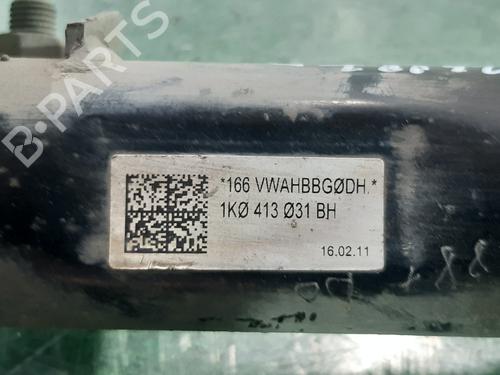 B-PARTS
*166 VWAHBBGØDH.*
1KØ 413 Ø31 BH
16.02.11